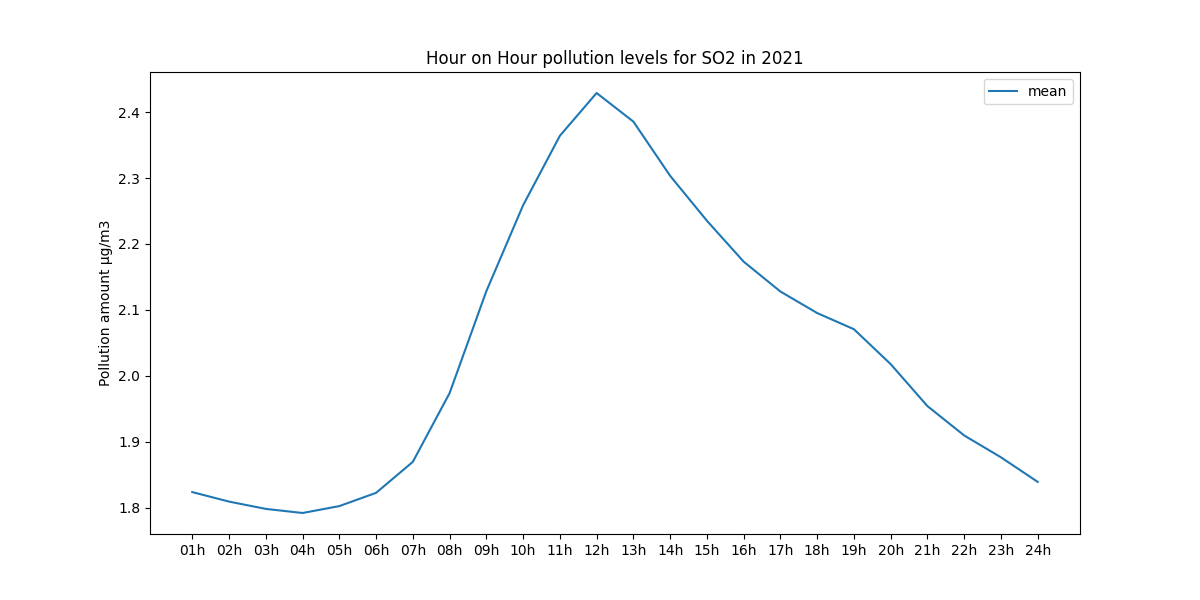 Hour on Hour pollution levels for SO2 in 2021
mean
Pollution amount µg/m3
2.4
2.3
2.2
2.1
2.0
1.9
1.8
01h 02h 03h 04h 05h 06h 07h 08h 09h 10h 11h 12h 13h 14h 15h 16h 17h 18h 19h 20h 21h 22h 23h 24h